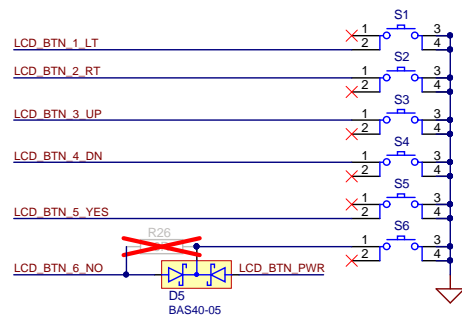 S1
1 3
LCD_BTN_1_LT 2 4
S2
LCD_BTN_2_RT 1 3
2 4
S3
LCD_BTN_3_UP 1 3
2 4
S4
LCD_BTN_4_DN 1 3
2 4
S5
1 3
LCD_BTN_5_YES 2 4
R26 S6
1 3
LCD_BTN_6_NO LCD_BTN_PWR 2 4
D5
BAS40-05